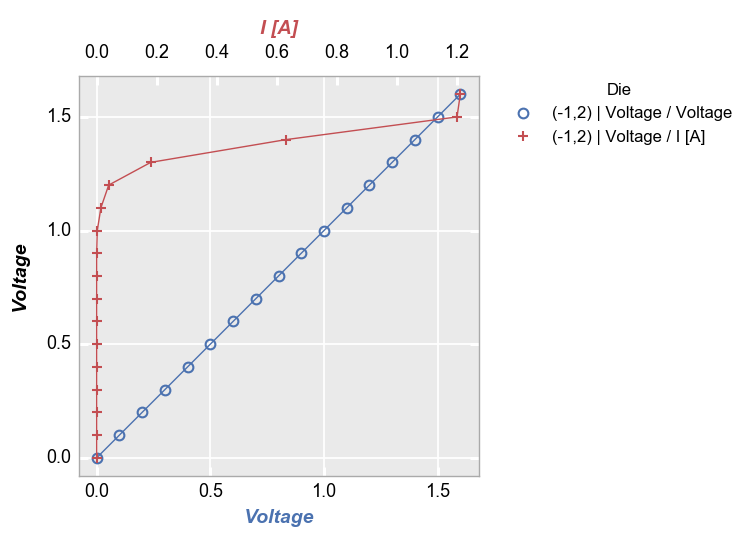 I [A]
0.0 0.2 0.4 0.6 0.8 1.0 1.2
Die
(-1,2) | Voltage / Voltage
(-1,2) | Voltage / I [A]
Voltage
1.5
1.0
0.5
0.0
0.0 0.5 1.0 1.5
Voltage